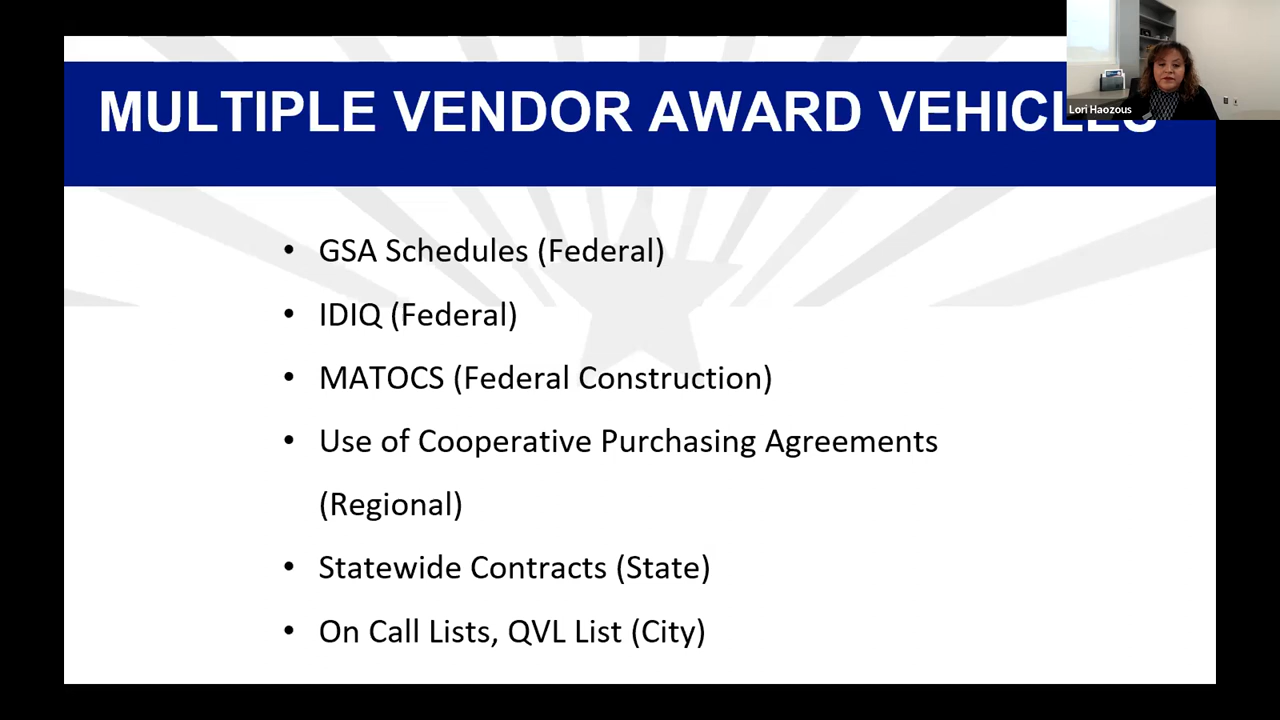 MULTIPLE VENDOR AWARD VEHICLES
Lori Haozous
• GSA Schedules (Federal)
• IDIQ (Federal)
• MATOCS (Federal Construction)
• Use of Cooperative Purchasing Agreements
(Regional)
• Statewide Contracts (State)
• On Call Lists, QVL List (City)